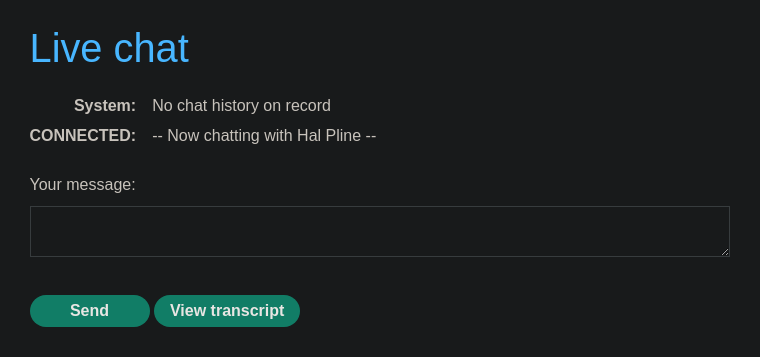 Live chat
System: No chat history on record
CONNECTED: -- Now chatting with Hal Pline --
Your message:
Send View transcript